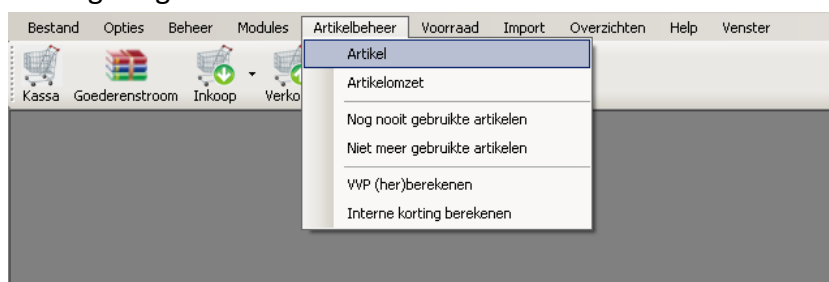 Bestand Opties Beheer Modules Artikelbeheer Voorraad Import Overzichten Help Venster
Artikel
Artikelomzet
Nog nooit gebruikte artikelen
Niet meer gebruikte artikelen
VVP (her)berekenen
Interne korting berekenen
Kassa Goederenstroom Inkoop Verko